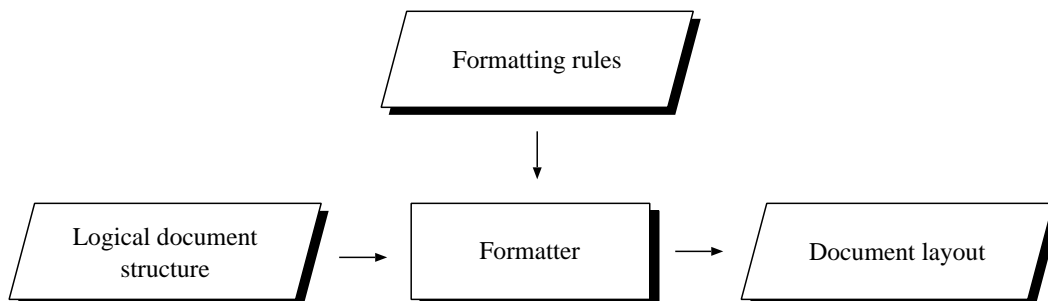 Formatting rules
Logical document
structure
Formatter
Document layout